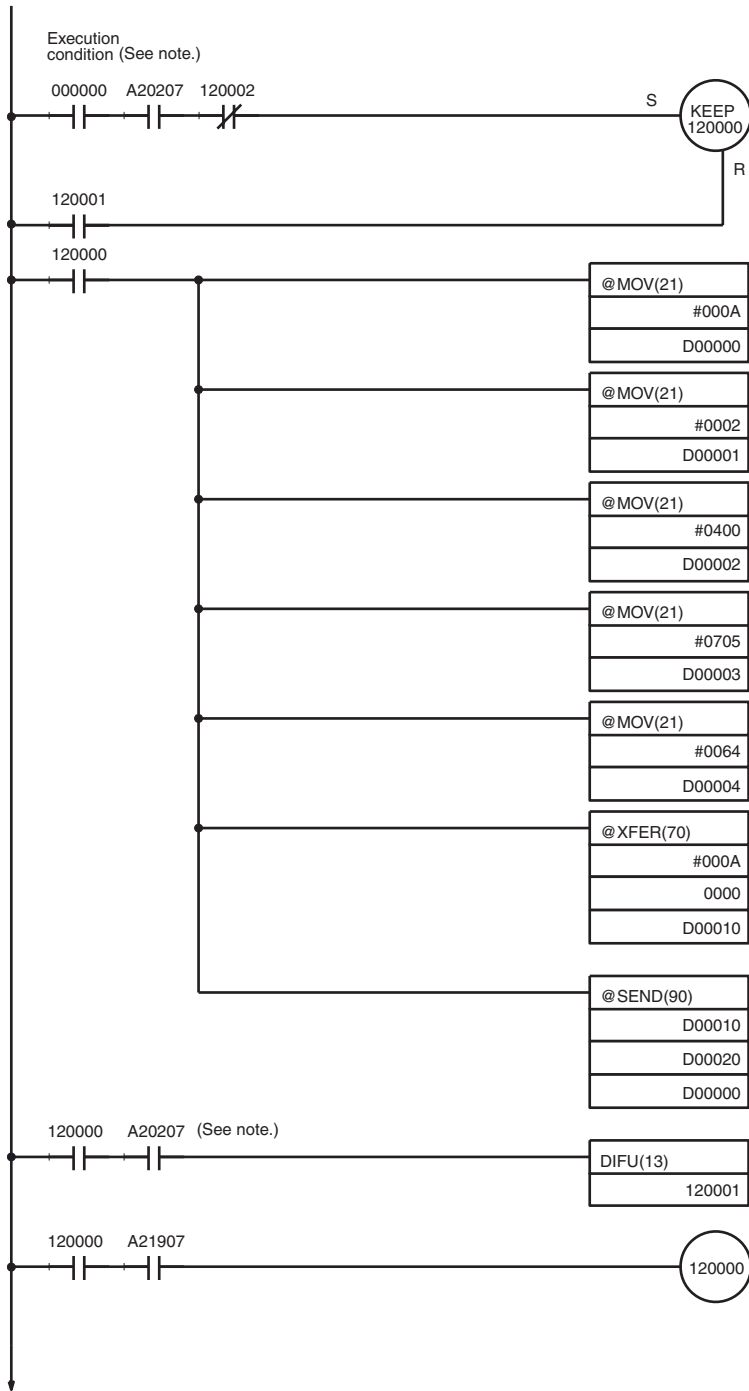 Execution
condition (See note.)
000000 A20207 120002
S
KEEP
120000
R
120001
120000
@MOV(21)
#000A
D00000
@MOV(21)
#0002
D00001
@MOV(21)
#0400
D00002
@MOV(21)
#0705
D00003
@MOV(21)
#0064
D00004
@XFER(70)
#000A
0000
D00010
@SEND(90)
D00010
D00020
D00000
120000 A20207 (See note.)
DIFU(13)
120001
120000 A21907
120000